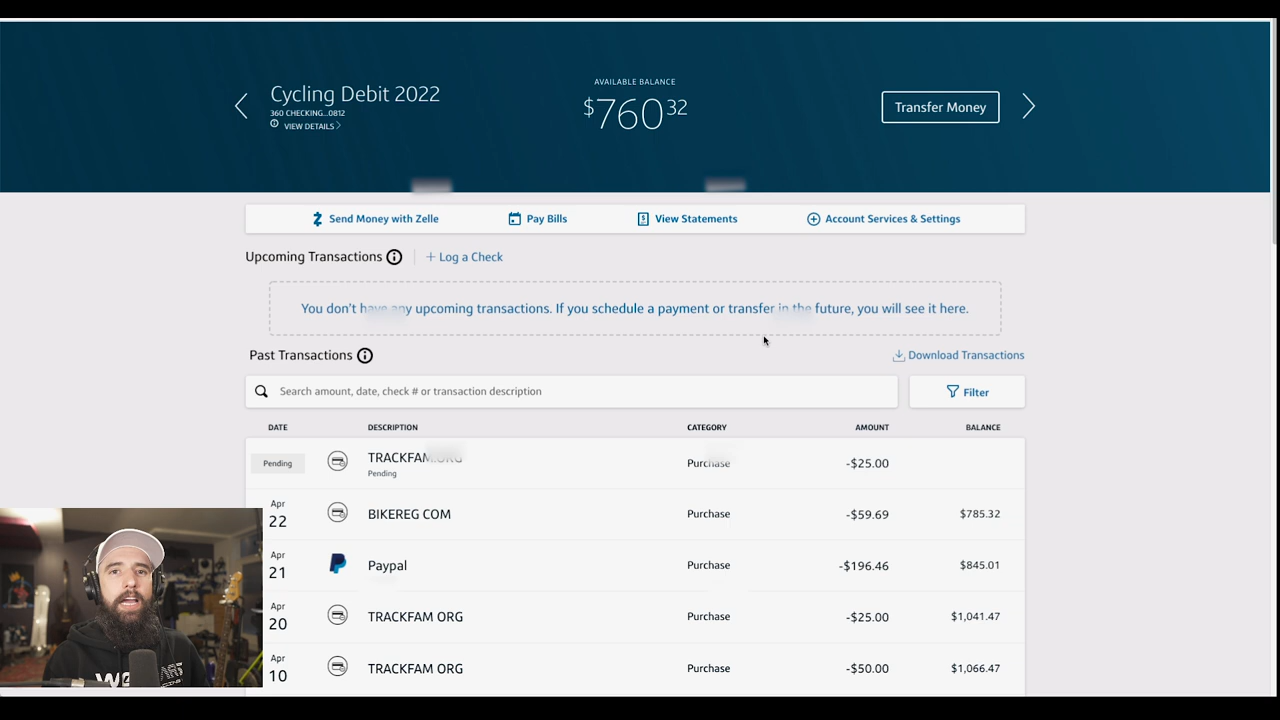 Cycling Debit 2022
360 CHECKING...0812
VIEW DETAILS
AVAILABLE BALANCE
$760 32
Transfer Money
Send Money with Zelle
Pay Bills
View Statements
Account Services & Settings
Upcoming Transactions
Log a Check
You don't have any upcoming transactions. If you schedule a payment or transfer in the future, you will see it here.
Past Transactions
Download Transactions
Search amount, date, check # or transaction description
Filter
DATE DESCRIPTION CATEGORY AMOUNT BALANCE
Pending TRACKFAM.ORG Purchase -$25.00
Pending
Apr 22 BIKEREG COM Purchase -$59.69 $785.32
Apr 21 Paypal Purchase -$196.46 $845.01
Apr 20 TRACKFAM ORG Purchase -$25.00 $1,041.47
Apr 10 TRACKFAM ORG Purchase -$50.00 $1,066.47